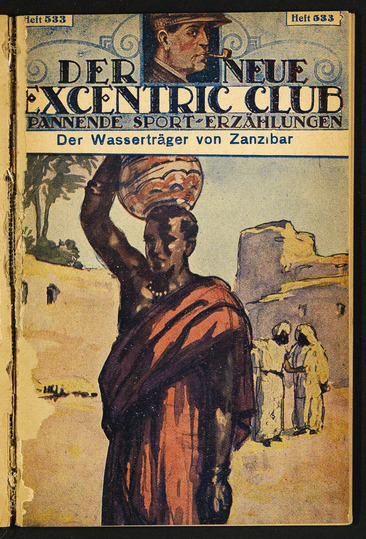 Heft 533
Heft 533
DER NEUE
EXCENTRIC CLUB
PANNENDE SPORT-ERZÄHLUNGEN
Der Wasserträger von Zanzibar